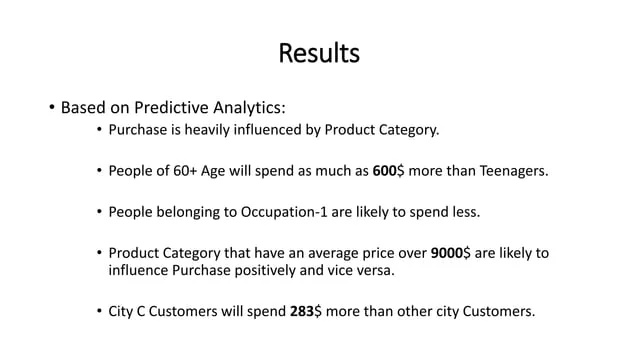 Results
• Based on Predictive Analytics:
• Purchase is heavily influenced by Product Category.
• People of 60+ Age will spend as much as 600$ more than Teenagers.
• People belonging to Occupation-1 are likely to spend less.
• Product Category that have an average price over 9000$ are likely to
influence Purchase positively and vice versa.
• City C Customers will spend 283$ more than other city Customers.